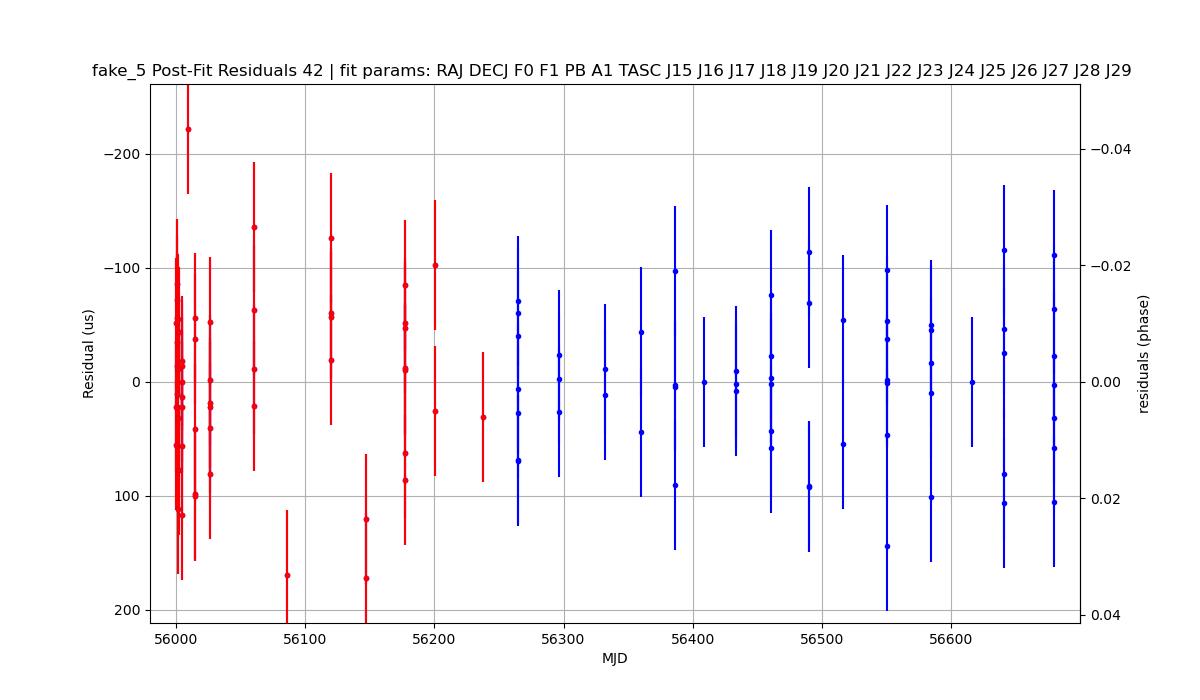 fake_5 Post-Fit Residuals 42 | fit params: RAJ DECJ F0 F1 PB A1 TASC J15 J16 J17 J18 J19 J20 J21 J22 J23 J24 J25 J26 J27 J28 J29
−200
−100
0
100
200
Residual (us)
−0.04
−0.02
0.00
0.02
0.04
residuals (phase)
56000 56100 56200 56300 56400 56500 56600
MJD